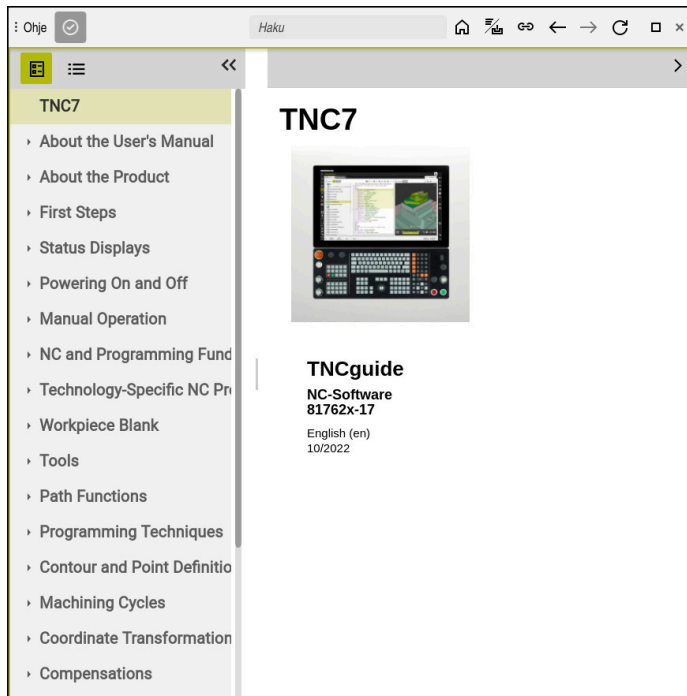 Ohje
Haku
TNC7
About the User's Manual
About the Product
First Steps
Status Displays
Powering On and Off
Manual Operation
NC and Programming Fund
Technology-Specific NC Pr
Workpiece Blank
Tools
Path Functions
Programming Techniques
Contour and Point Definitio
Machining Cycles
Coordinate Transformation
Compensations
TNC7
TNCguide
NC-Software
81762x-17
English (en)
10/2022